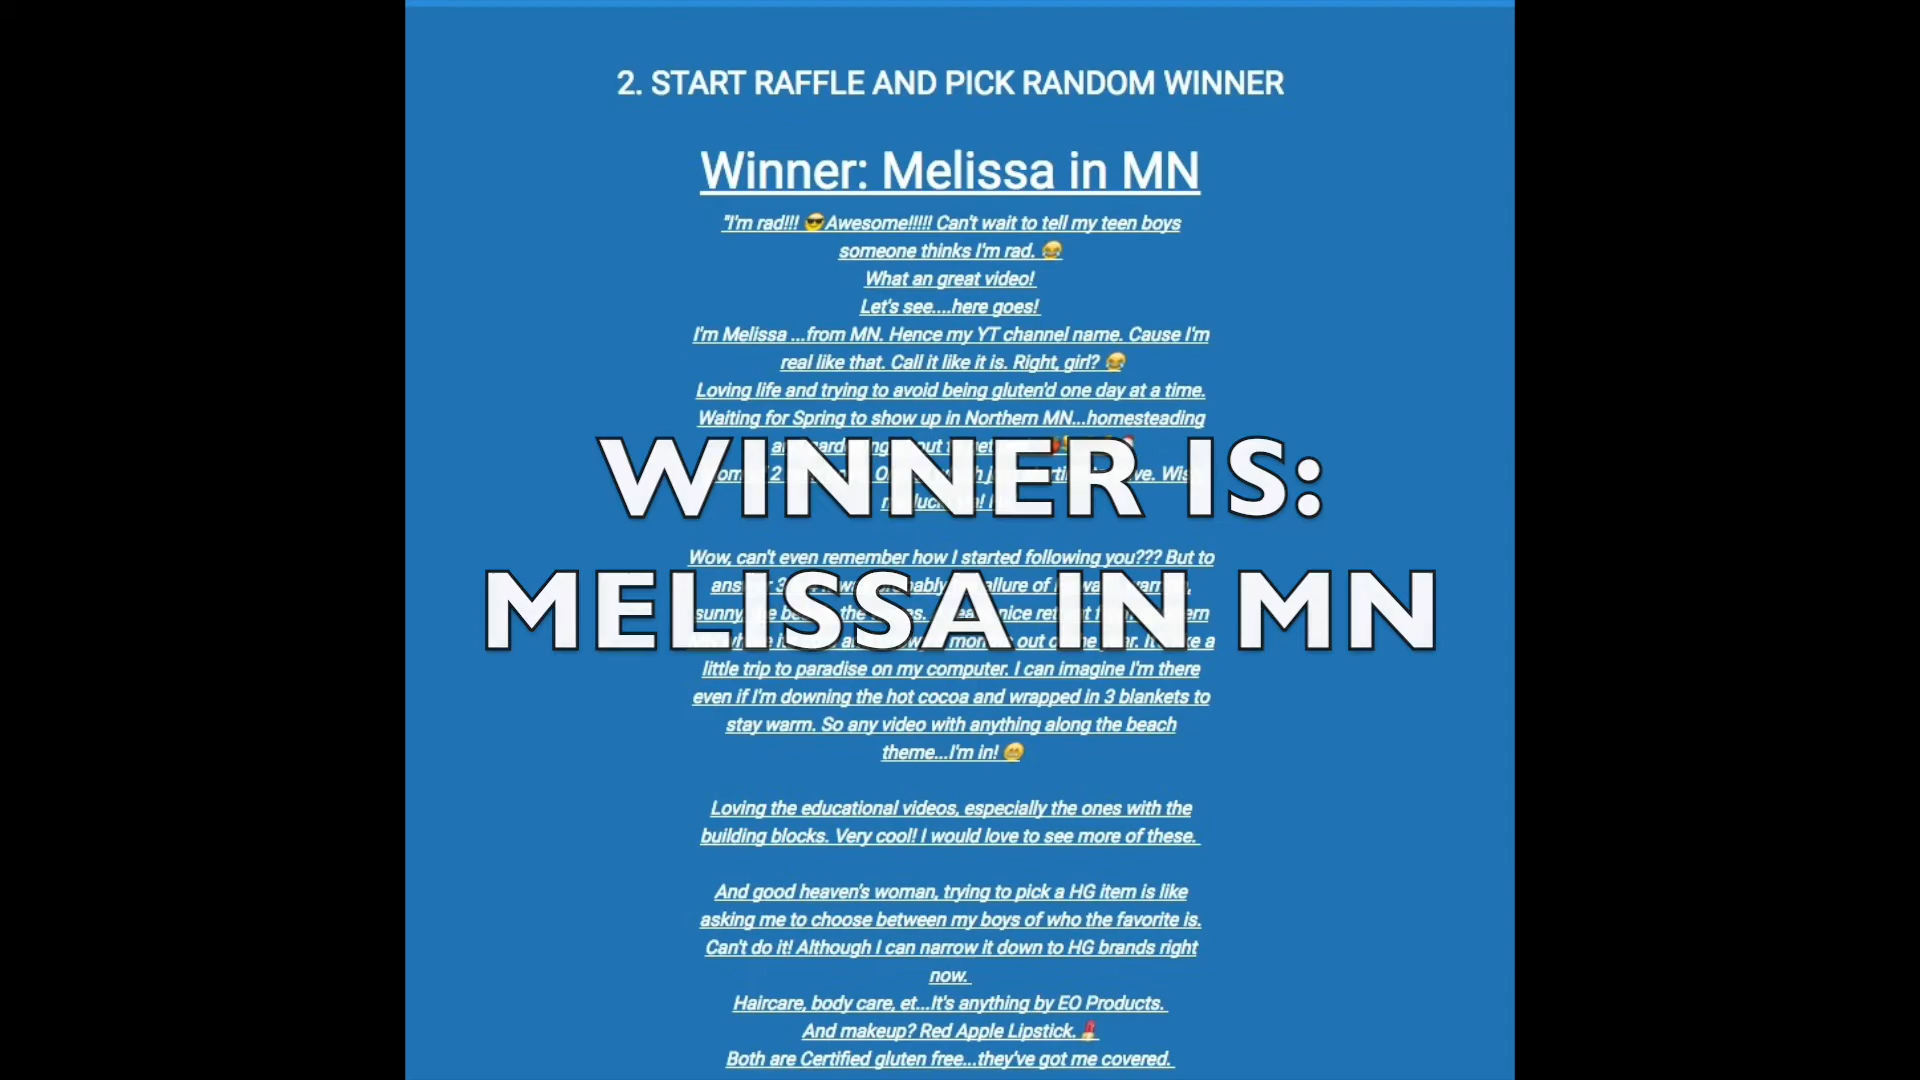 2. START RAFFLE AND PICK RANDOM WINNER
Winner: Melissa in MN
"I'm rad!!! 😎Awesome!!!!! Can't wait to tell my teen boys
someone thinks I'm rad. 😂
What an great video!
Let's see....here goes!
I'm Melissa ...from MN. Hence my YT channel name. Cause I'm
real like that. Call it like it is. Right, girl? 😂
Loving life and trying to avoid being gluten'd one day at a time.
Waiting for Spring to show up in Northern MN...homesteading
WINNER IS:
Wow, can't even remember how I started following you??? But to
MELISSA IN MN
little trip to paradise on my computer. I can imagine I'm there
even if I'm downing the hot cocoa and wrapped in 3 blankets to
stay warm. So any video with anything along the beach
theme...I'm in! 😁
Loving the educational videos, especially the ones with the
building blocks. Very cool! I would love to see more of these.
And good heaven's woman, trying to pick a HG item is like
asking me to choose between my boys of who the favorite is.
Can't do it! Although I can narrow it down to HG brands right
now.
Haircare, body care, et...It's anything by EO Products.
And makeup? Red Apple Lipstick.💄
Both are Certified gluten free...they've got me covered.